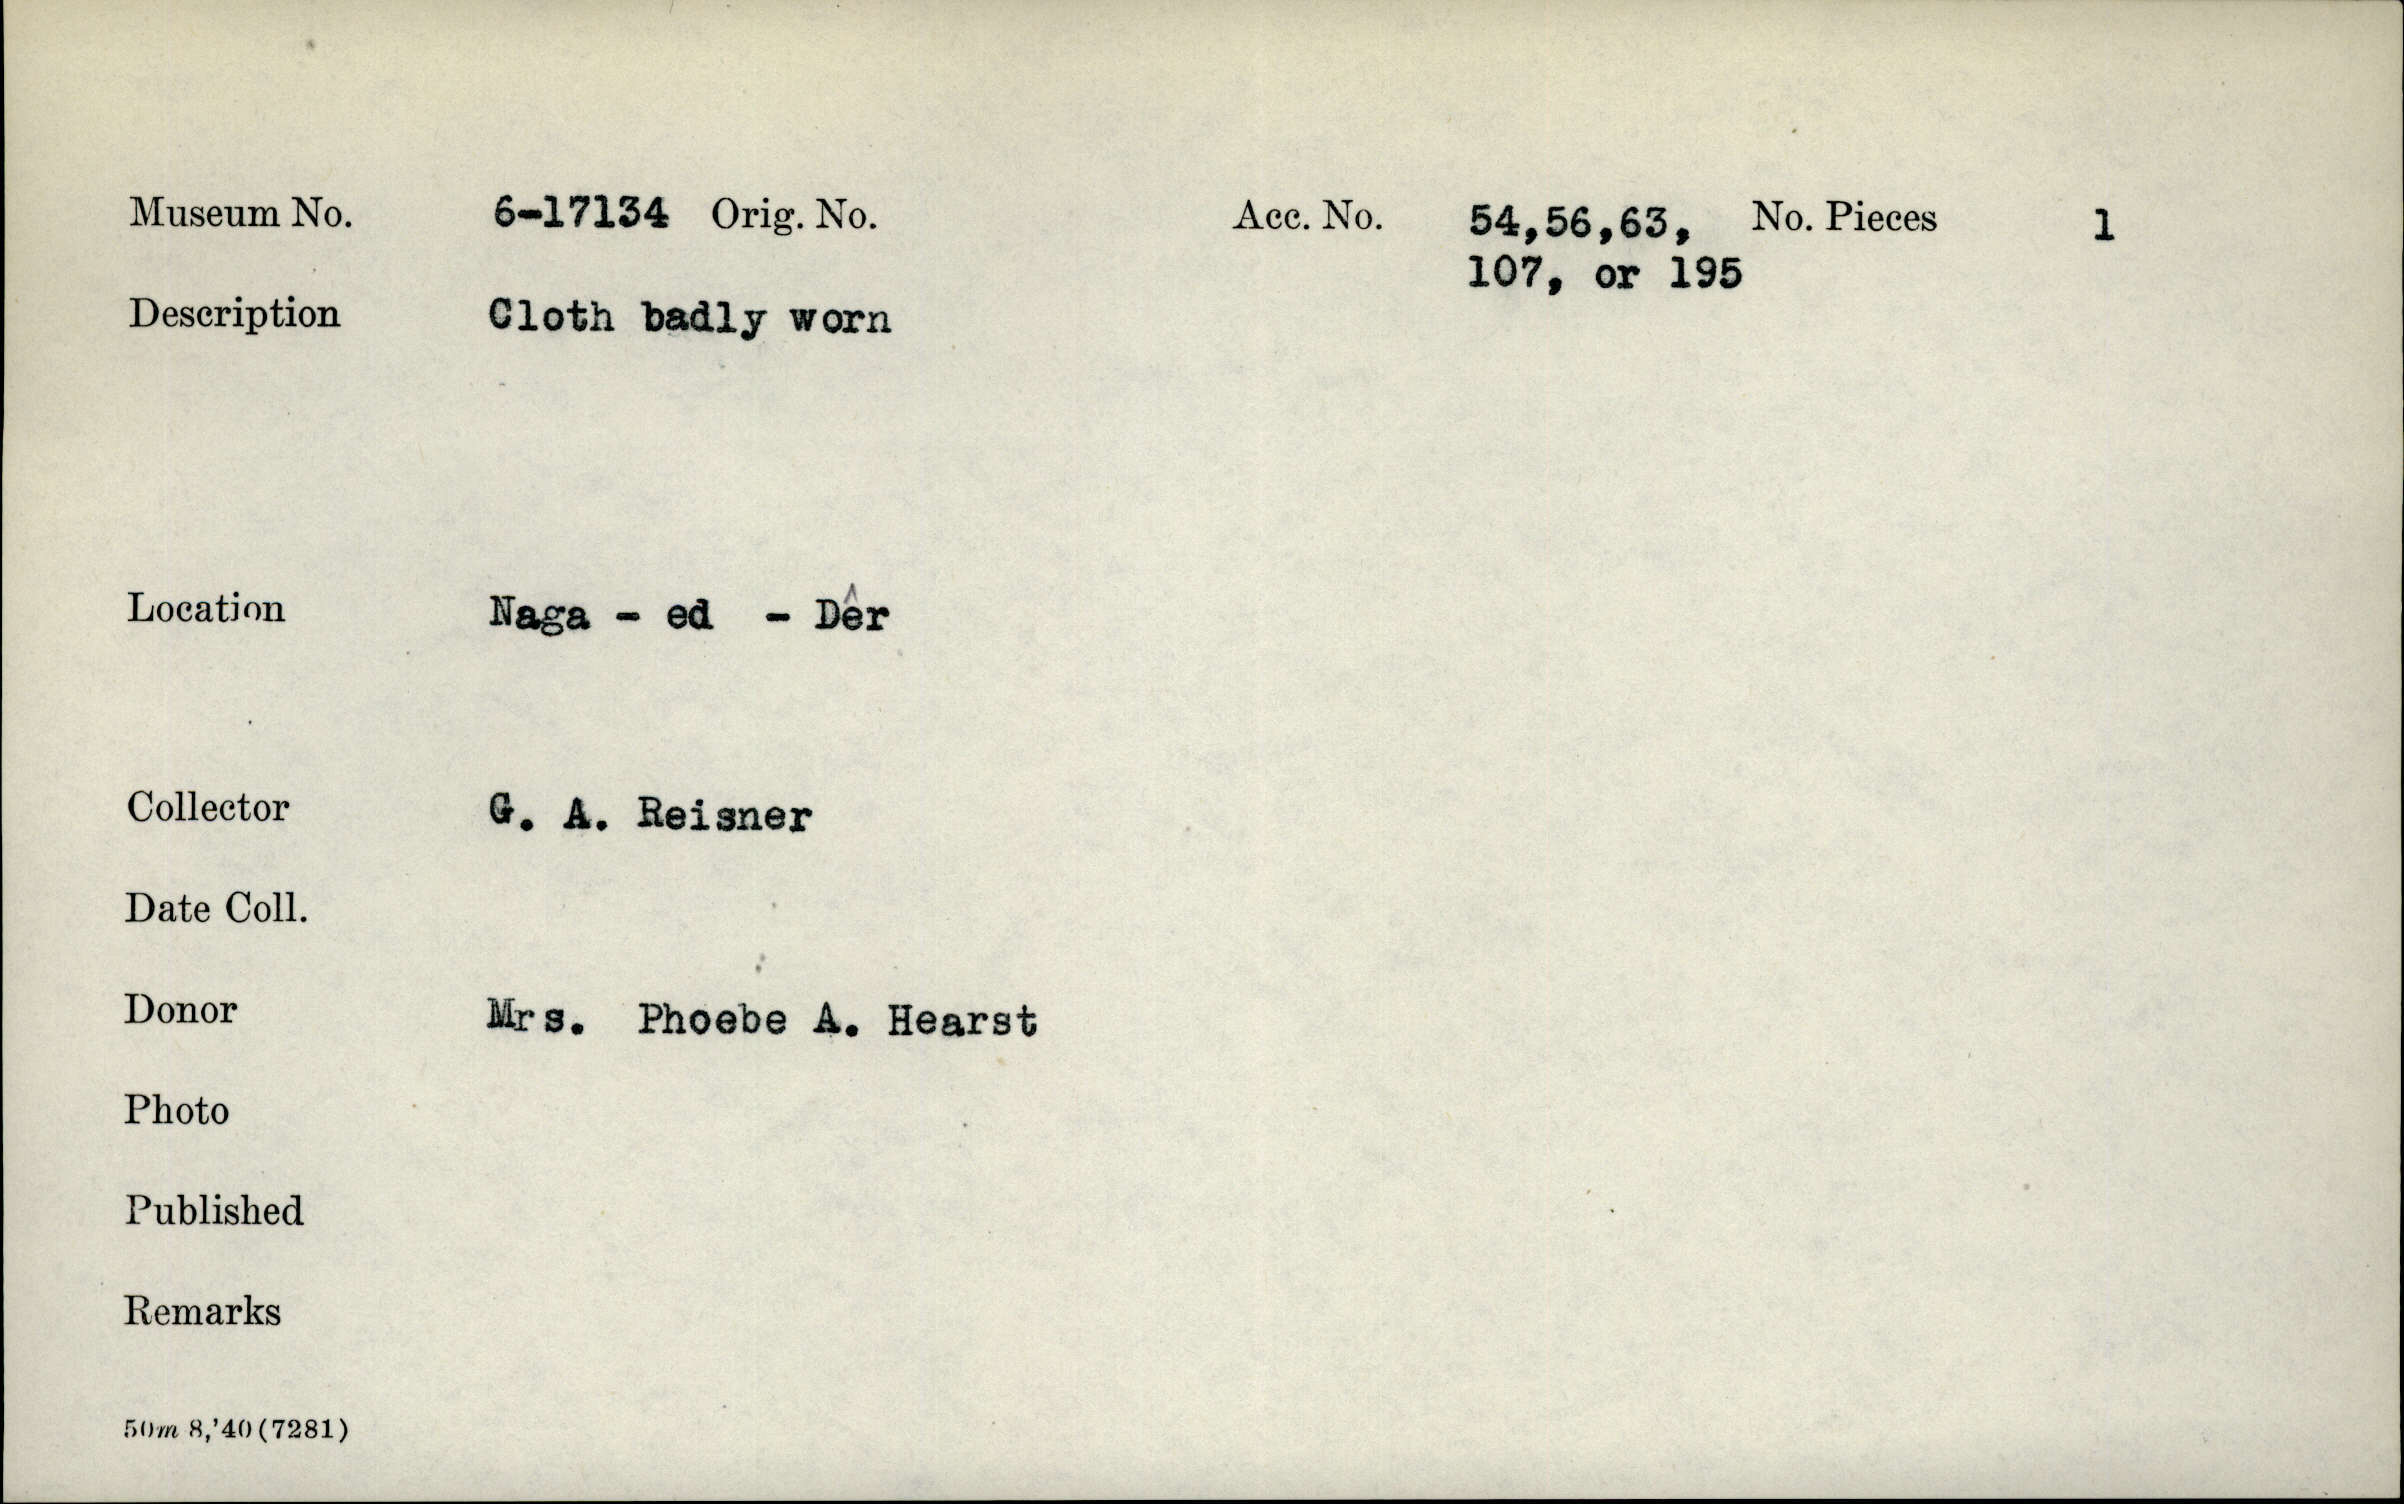 Museum No. 6-17134 Orig. No. Acc. No. 54,56,63, No. Pieces 1
107, or 195
Description Cloth badly worn
Location Naga - ed - Dêr
Collector G. A. Reisner
Date Coll.
Donor Mrs. Phoebe A. Hearst
Photo
Published
Remarks
50m 8,'40(7281)